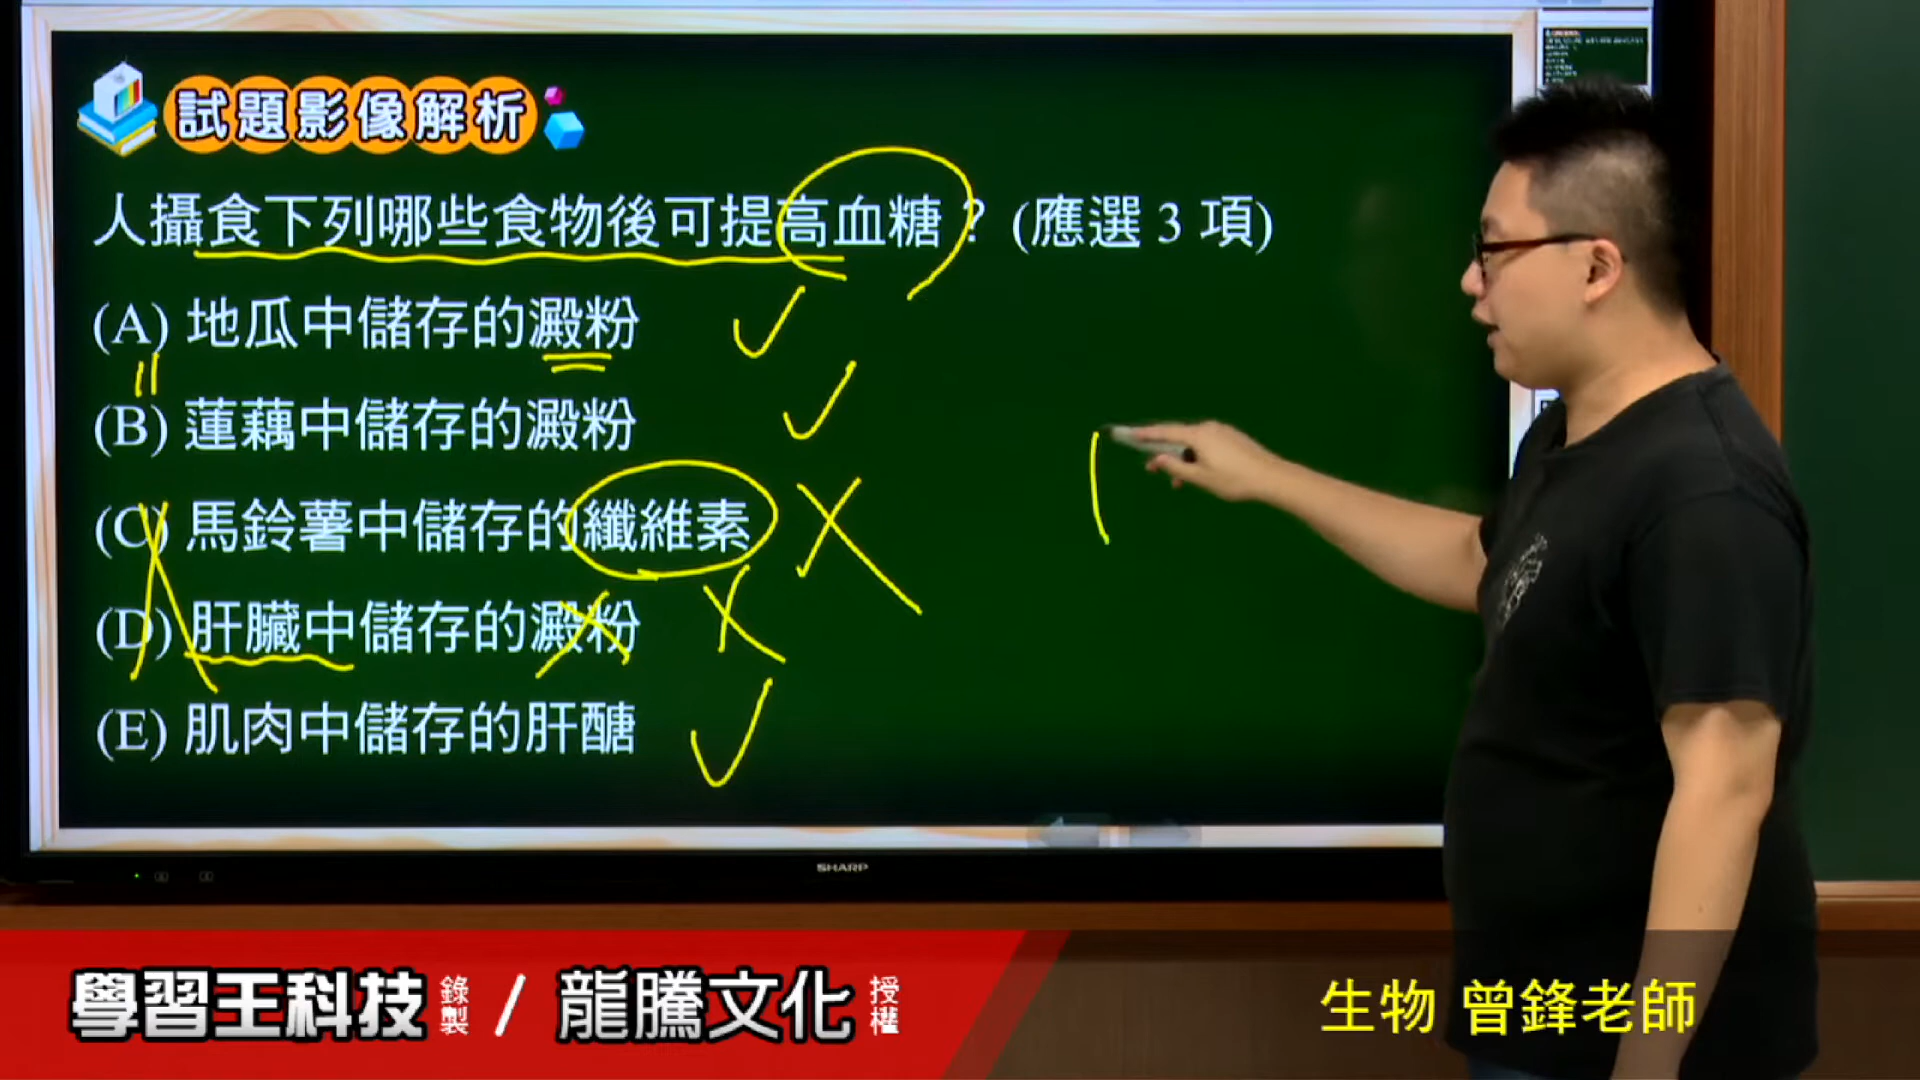 試題影像解析
人攝食下列哪些食物後可提高血糖？(應選 3 項)
(A) 地瓜中儲存的澱粉
(B) 蓮藕中儲存的澱粉
(C) 馬鈴薯中儲存的纖維素
(D) 肝臟中儲存的澱粉
(E) 肌肉中儲存的肝醣
SHARP
學習王科技 錄製 / 龍騰文化 授權
生物 曾鋒老師